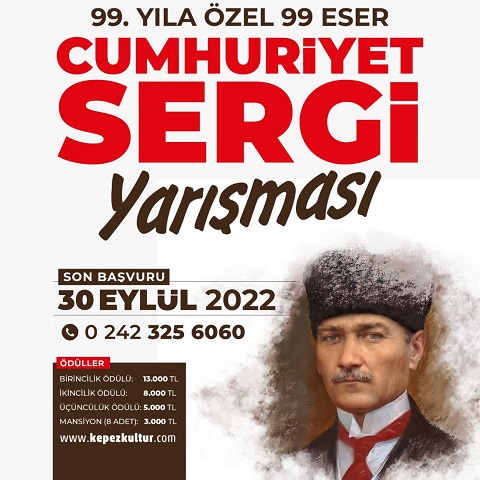 99. YILA ÖZEL 99 ESER
CUMHURİYET
SERGİ
Yarışması
SON BAŞVURU
30 EYLÜL 2022
0 242 325 6060
ÖDÜLLER
BİRİNCİLİK ÖDÜLÜ: 13.000 TL
İKİNCİLİK ÖDÜLÜ: 8.000 TL
ÜÇÜNCÜLÜK ÖDÜLÜ: 5.000 TL
MANSİYON (8 ADET): 3.000 TL
www.kepezkultur.com